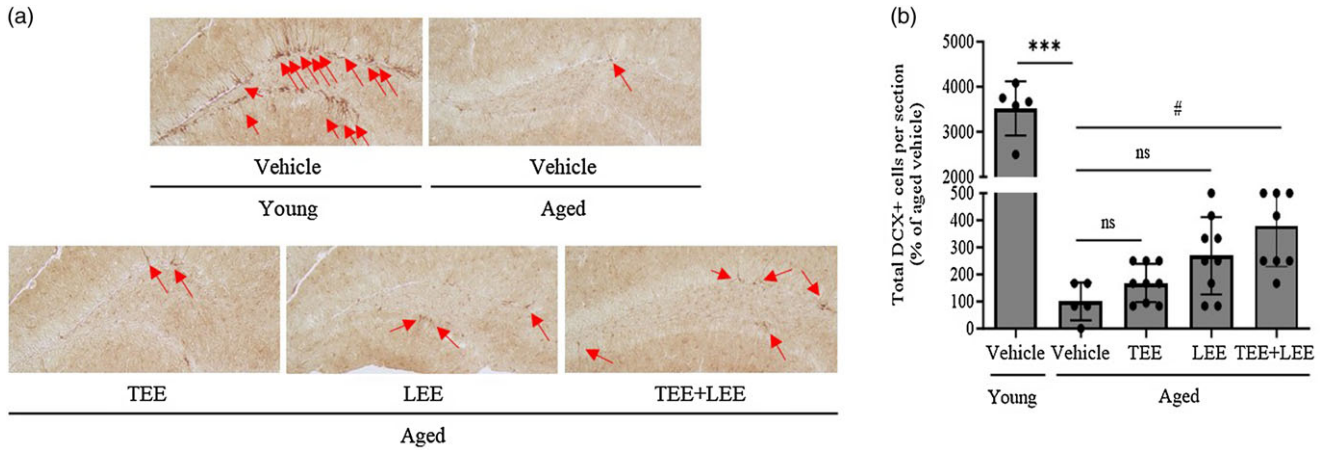 (a)
Vehicle Vehicle
Young Aged
TEE LEE TEE+LEE
Aged
(b)
Total DCX+ cells per section
(% of aged vehicle)
5000
4000
3000
2000
500
400
300
200
100
0
***
#
ns
ns
Vehicle Vehicle TEE LEE TEE+LEE
Young Aged